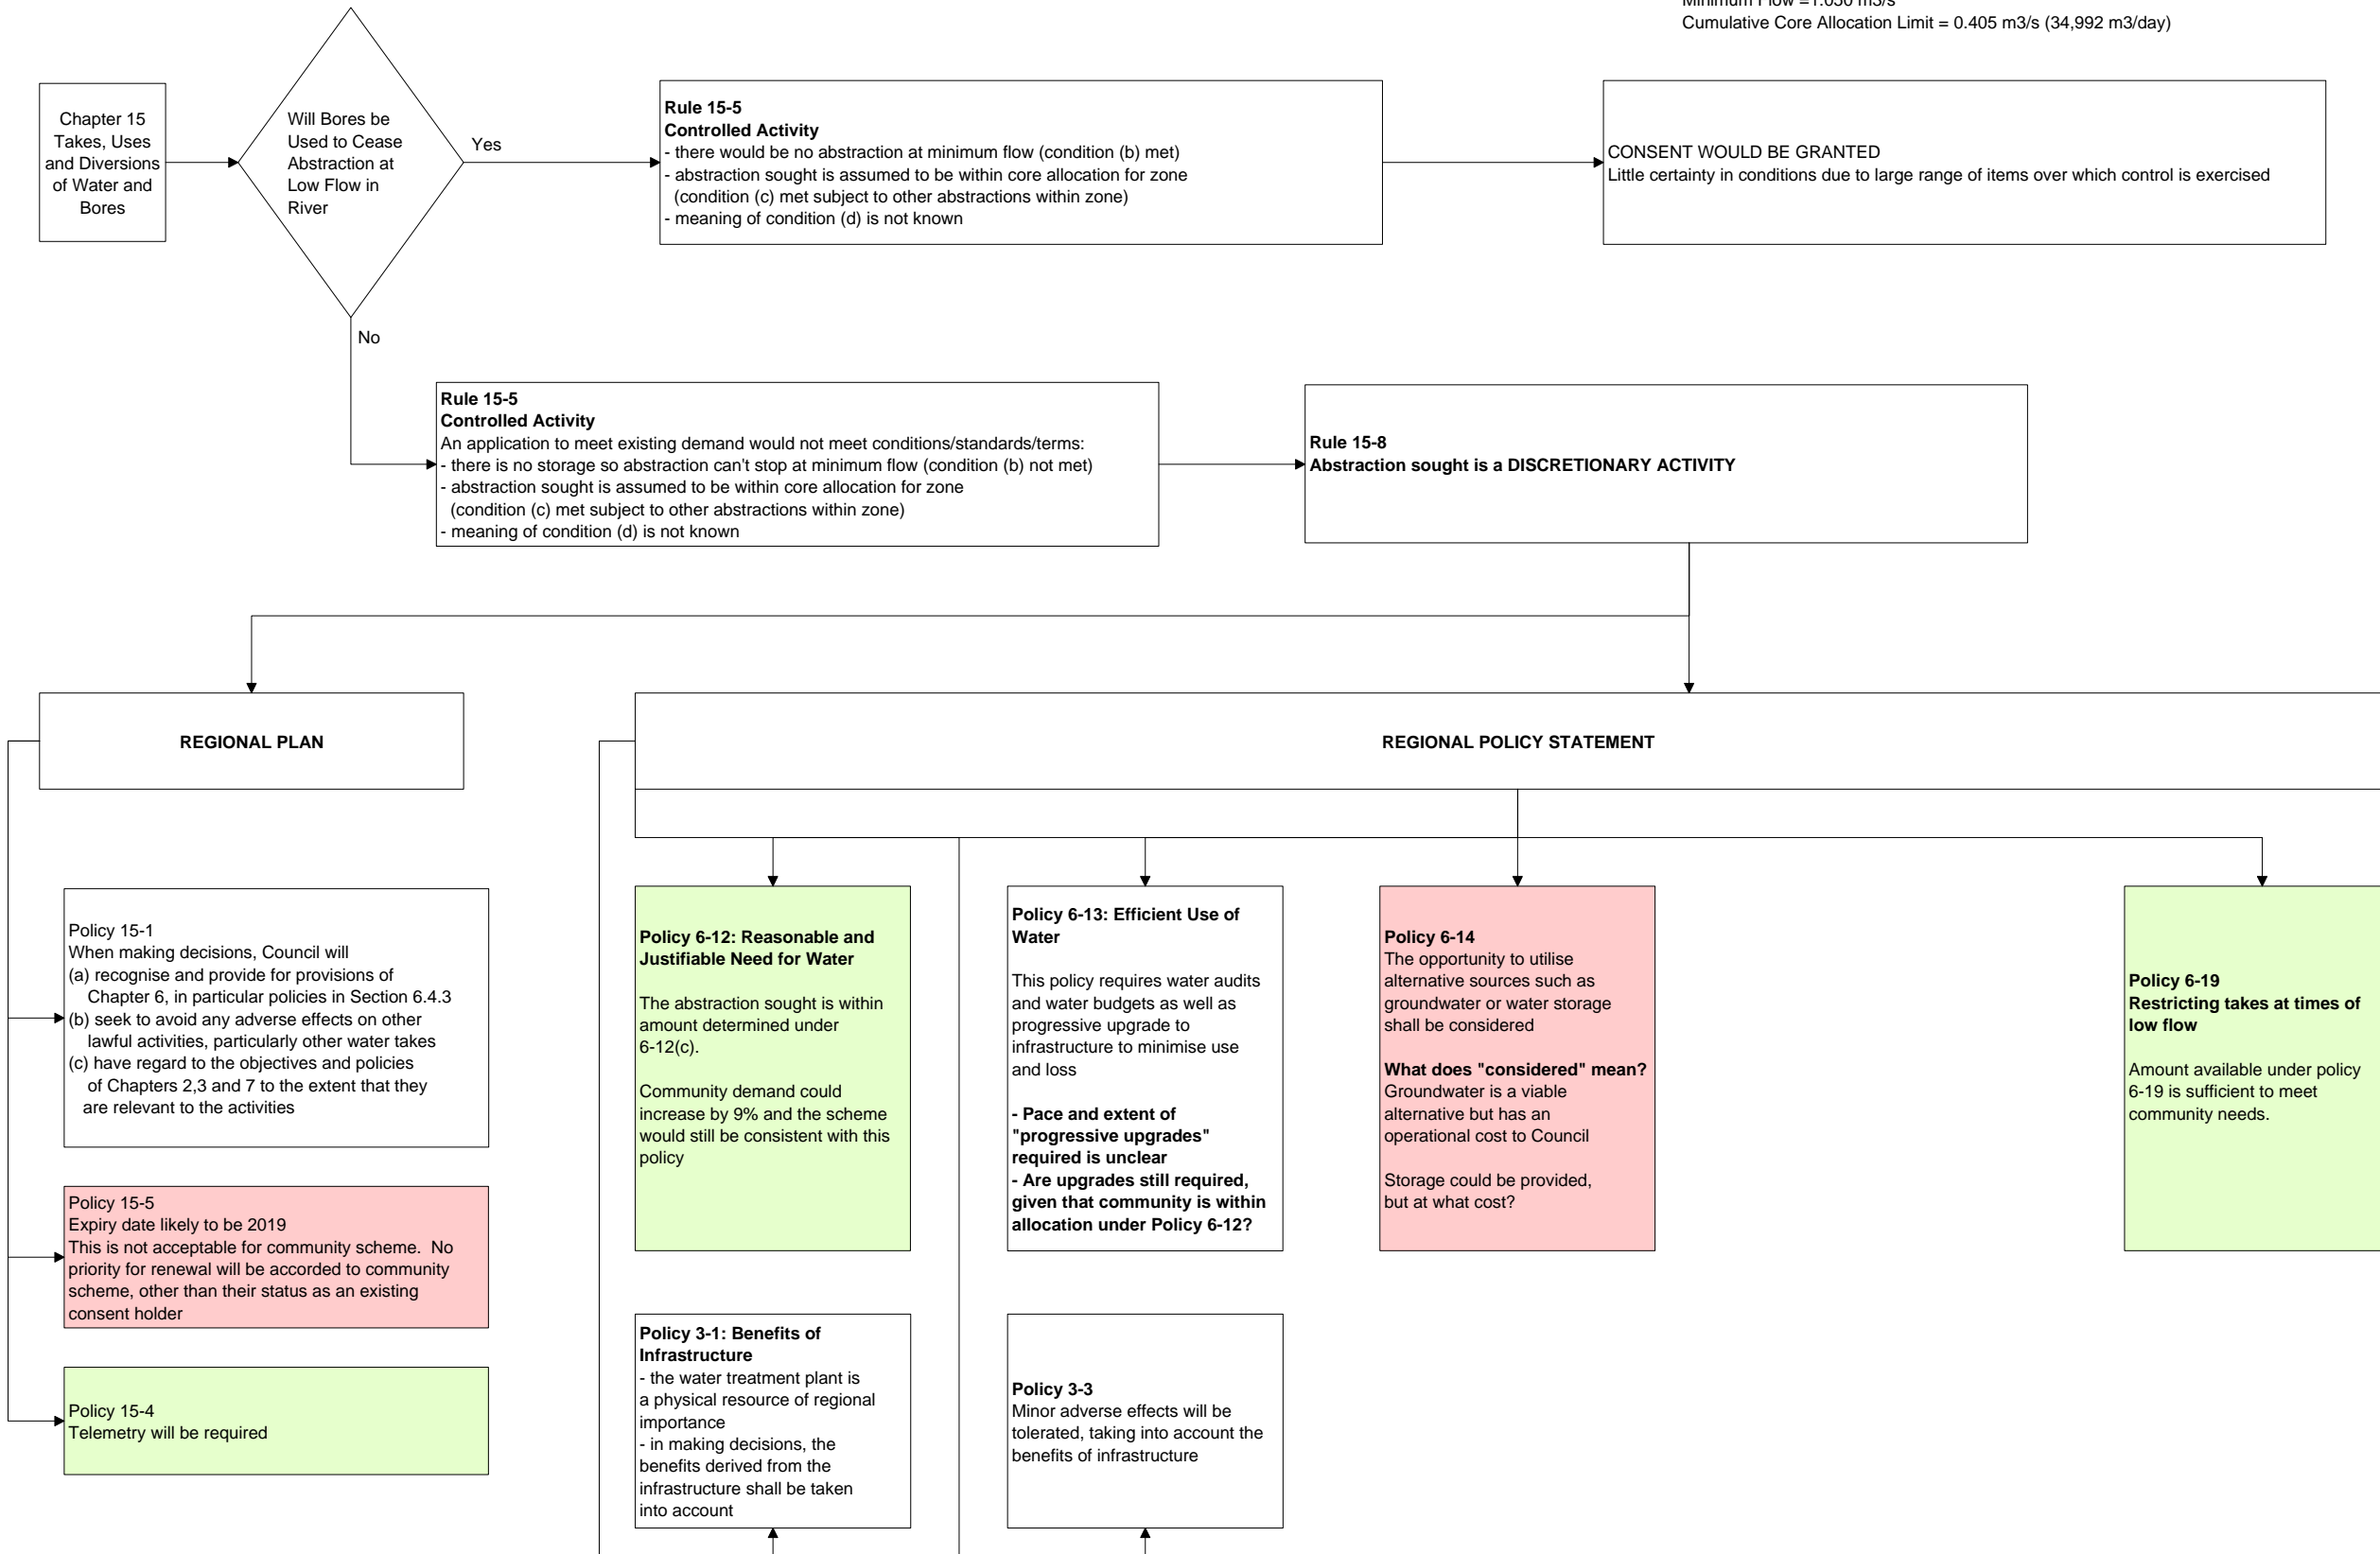 Minimum Flow =1.050 m3/s
Cumulative Core Allocation Limit = 0.405 m3/s (34,992 m3/day)
Chapter 15
Takes, Uses
and Diversions
of Water and
Bores
Will Bores be
Used to Cease
Abstraction at
Low Flow in
River
Yes
Rule 15-5
Controlled Activity
- there would be no abstraction at minimum flow (condition (b) met)
- abstraction sought is assumed to be within core allocation for zone
(condition (c) met subject to other abstractions within zone)
- meaning of condition (d) is not known
CONSENT WOULD BE GRANTED
Little certainty in conditions due to large range of items over which control is exercised
No
Rule 15-5
Controlled Activity
An application to meet existing demand would not meet conditions/standards/terms:
- there is no storage so abstraction can't stop at minimum flow (condition (b) not met)
- abstraction sought is assumed to be within core allocation for zone
(condition (c) met subject to other abstractions within zone)
- meaning of condition (d) is not known
Rule 15-8
Abstraction sought is a DISCRETIONARY ACTIVITY
REGIONAL PLAN
REGIONAL POLICY STATEMENT
Policy 15-1
When making decisions, Council will
(a) recognise and provide for provisions of
Chapter 6, in particular policies in Section 6.4.3
(b) seek to avoid any adverse effects on other
lawful activities, particularly other water takes
(c) have regard to the objectives and policies
of Chapters 2,3 and 7 to the extent that they
are relevant to the activities
Policy 15-5
Expiry date likely to be 2019
This is not acceptable for community scheme. No
priority for renewal will be accorded to community
scheme, other than their status as an existing
consent holder
Policy 15-4
Telemetry will be required
Policy 6-12: Reasonable and
Justifiable Need for Water
The abstraction sought is within
amount determined under
6-12(c).
Community demand could
increase by 9% and the scheme
would still be consistent with this
policy
Policy 6-13: Efficient Use of
Water
This policy requires water audits
and water budgets as well as
progressive upgrade to
infrastructure to minimise use
and loss
- Pace and extent of
"progressive upgrades"
required is unclear
- Are upgrades still required,
given that community is within
allocation under Policy 6-12?
Policy 6-14
The opportunity to utilise
alternative sources such as
groundwater or water storage
shall be considered
What does "considered" mean?
Groundwater is a viable
alternative but has an
operational cost to Council
Storage could be provided,
but at what cost?
Policy 6-19
Restricting takes at times of
low flow
Amount available under policy
6-19 is sufficient to meet
community needs.
Policy 3-1: Benefits of
Infrastructure
- the water treatment plant is
a physical resource of regional
importance
- in making decisions, the
benefits derived from the
infrastructure shall be taken
into account
Policy 3-3
Minor adverse effects will be
tolerated, taking into account the
benefits of infrastructure